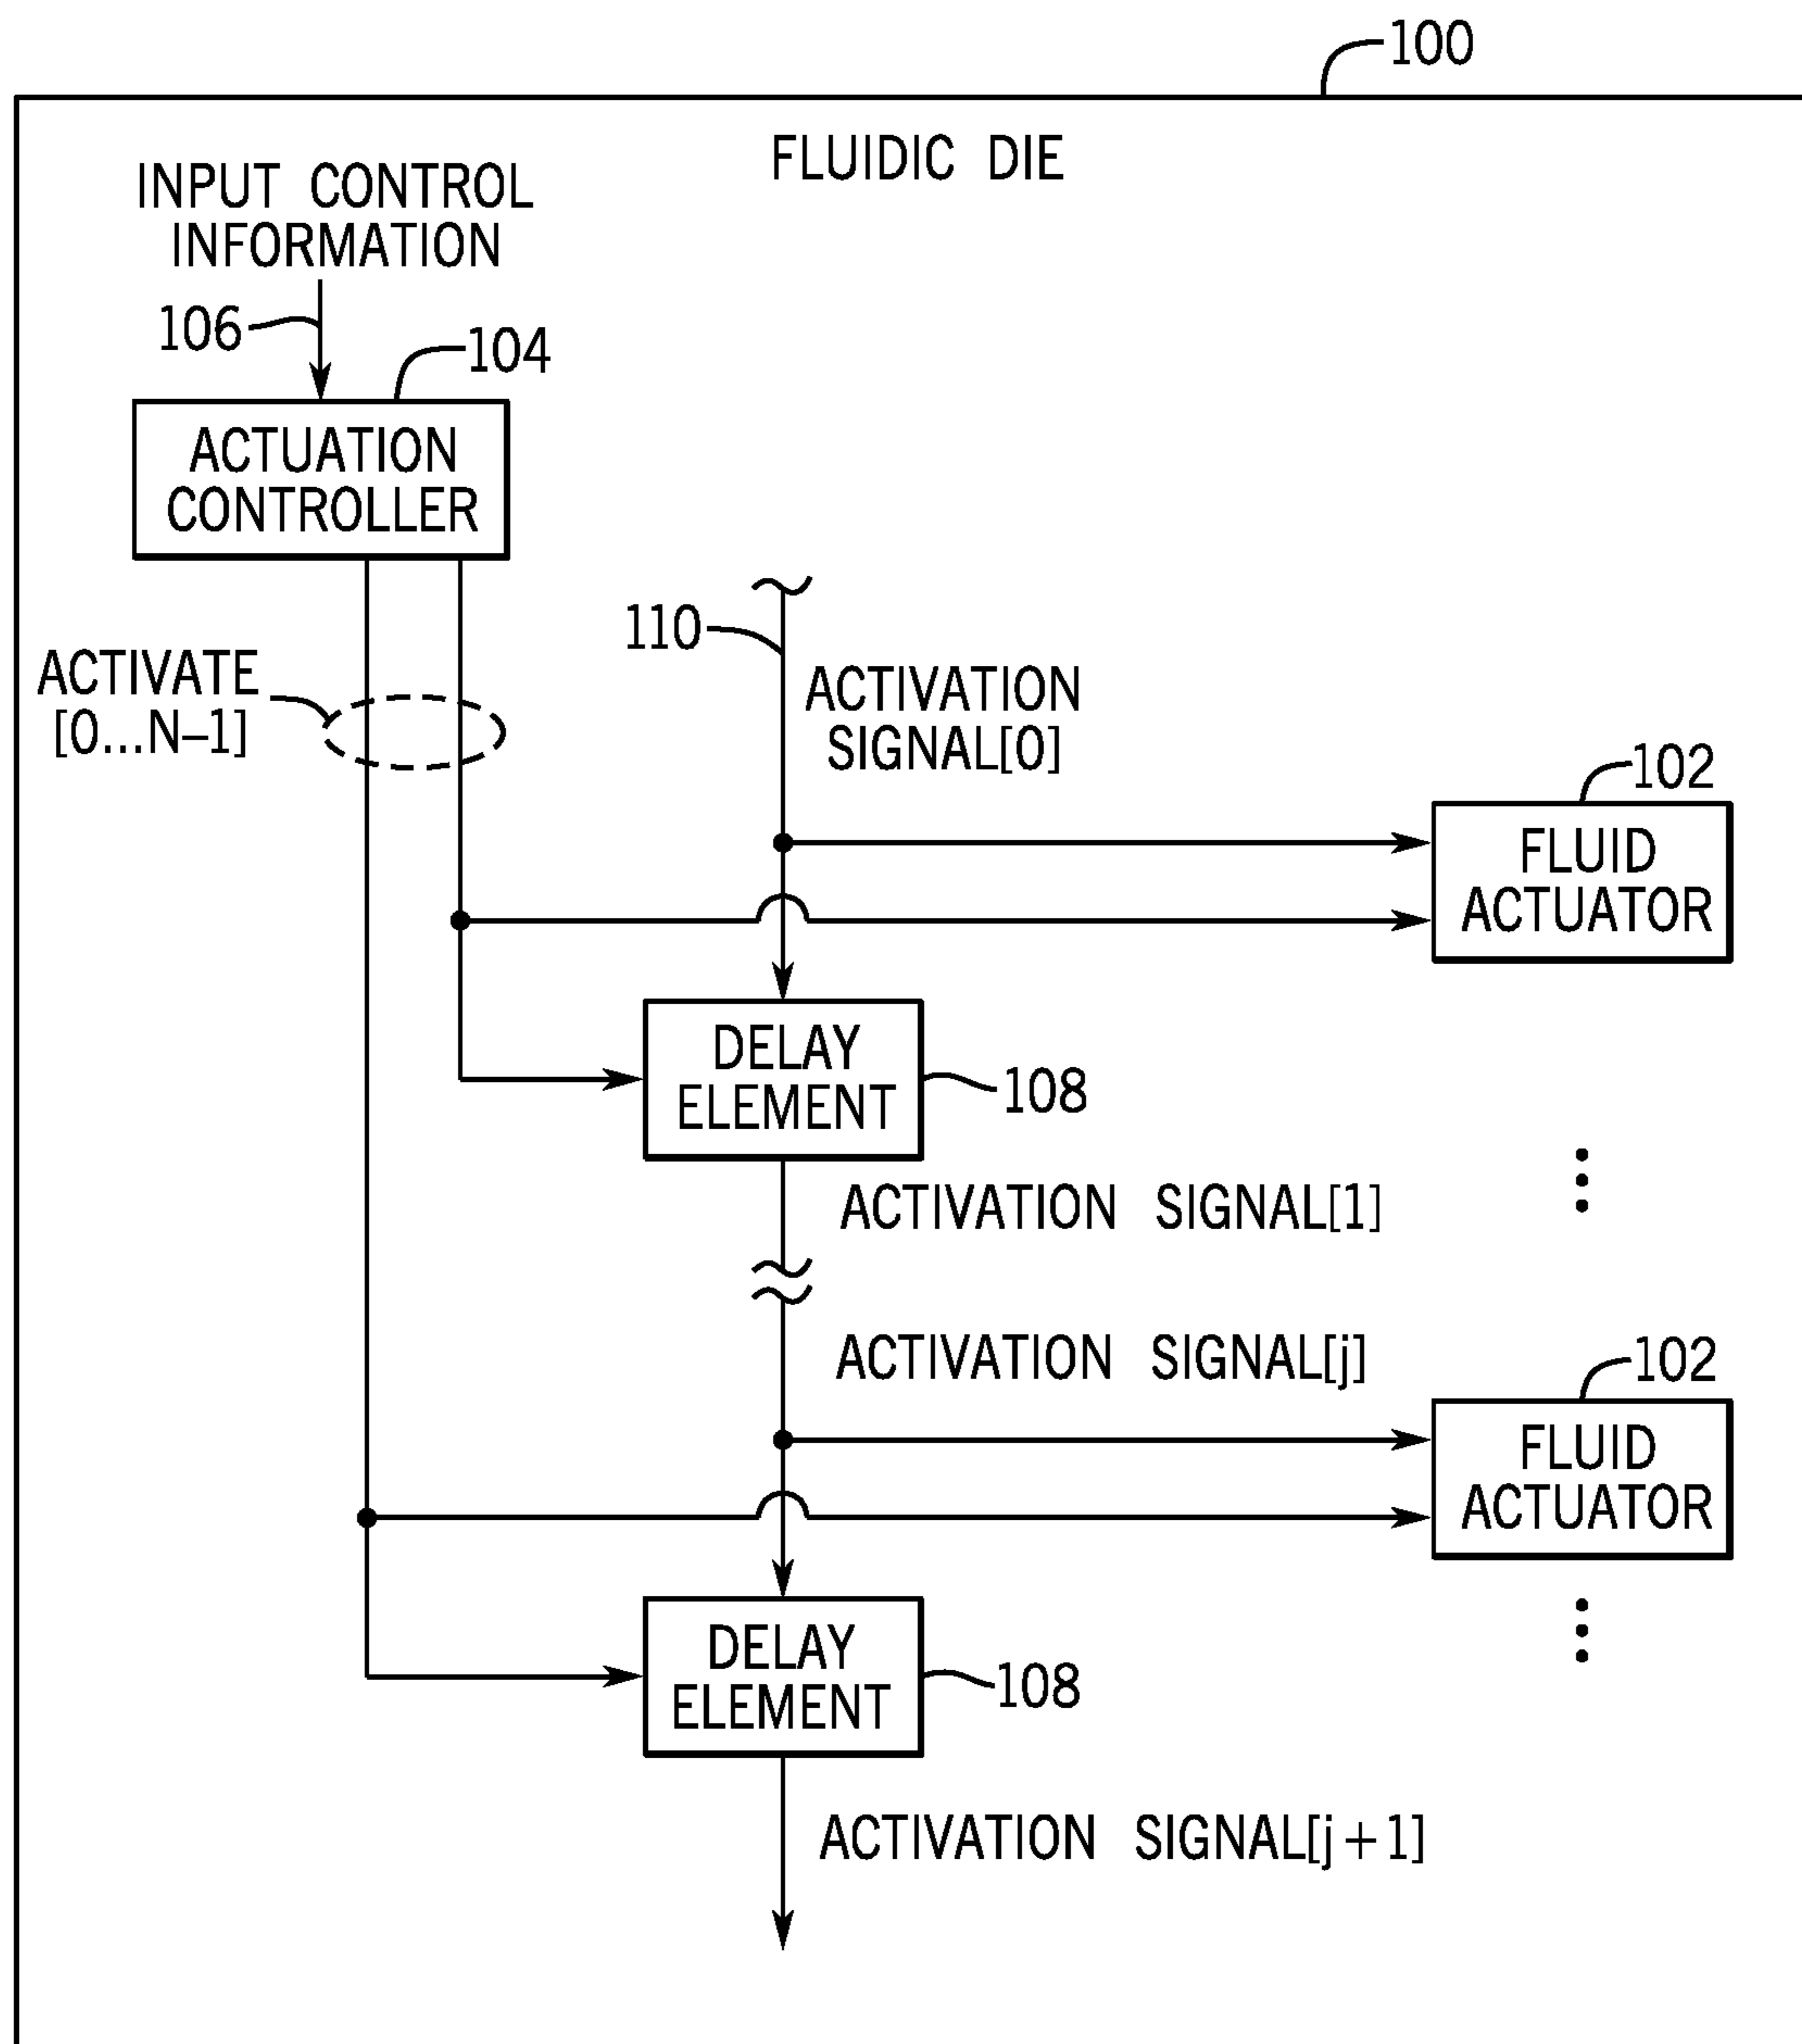 100
FLUIDIC DIE
INPUT CONTROL
INFORMATION
106
104
ACTUATION
CONTROLLER
110
ACTIVATE
[0...N–1]
ACTIVATION
SIGNAL[0]
102
FLUID
ACTUATOR
DELAY
ELEMENT
108
ACTIVATION SIGNAL[1]
ACTIVATION SIGNAL[j]
102
FLUID
ACTUATOR
DELAY
ELEMENT
108
ACTIVATION SIGNAL[j+1]